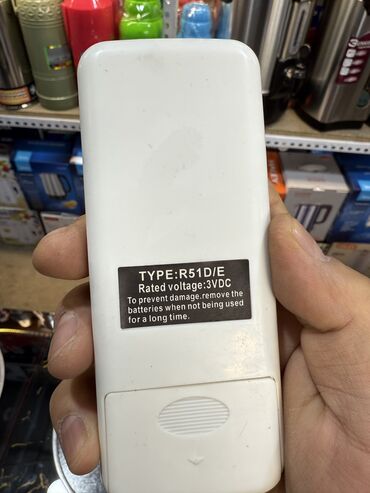 TYPE:R51D/E
Rated voltage:3VDC
To prevent damage.remove the
batteries when not being used
for a long time.